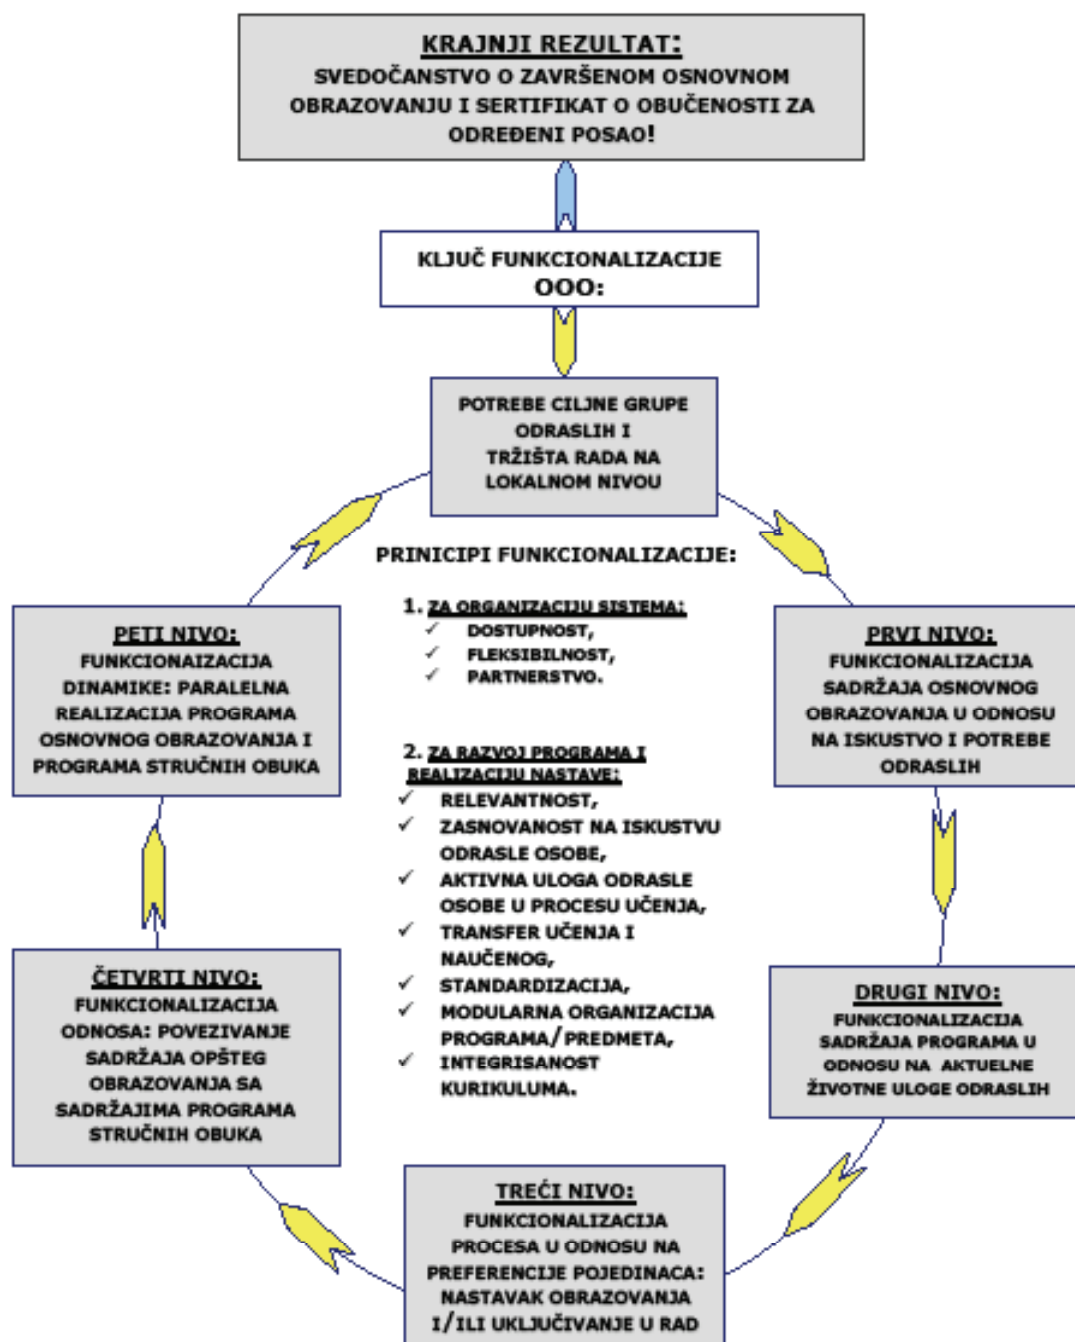 KRAJNJI REZULTAT:
SVEDOČANSTVO O ZAVRŠENOM OSNOVNOM
OBRAZOVANJU I SERTIFIKAT O OBUČENOSTI ZA
ODREĐENI POSAO!
KLJUČ FUNKCIONALIZACIJE
OOO:
POTREBE CILJNE GRUPE
ODRASLIH I
TRŽIŠTA RADA NA
LOKALNOM NIVOU
PRINICIPI FUNKCIONALIZACIJE:
1. ZA ORGANIZACIJU SISTEMA:
✓ DOSTUPNOST,
✓ FLEKSIBILNOST,
✓ PARTNERSTVO.
2. ZA RAZVOJ PROGRAMA I
REALIZACIJU NASTAVE:
✓ RELEVANTNOST,
✓ ZASNOVANOST NA ISKUSTVU
ODRASLE OSOBE,
✓ AKTIVNA ULOGA ODRASLE
OSOBE U PROCESU UČENJA,
✓ TRANSFER UČENJA I
NAUČENOG,
✓ STANDARDIZACIJA,
✓ MODULARNA ORGANIZACIJA
PROGRAMA/PREDMETA,
✓ INTEGRISANOST
KURIKULUMA.
PRVI NIVO:
FUNKCIONALIZACIJA
SADRŽAJA OSNOVNOG
OBRAZOVANJA U ODNOSU
NA ISKUSTVO I POTREBE
ODRASLIH
DRUGI NIVO:
FUNKCIONALIZACIJA
SADRŽAJA PROGRAMA U
ODNOSU NA AKTUELNE
ŽIVOTNE ULOGE ODRASLIH
TREĆI NIVO:
FUNKCIONALIZACIJA
PROCESA U ODNOSU NA
PREFERENCIJE POJEDINACA:
NASTAVAK OBRAZOVANJA
I/ILI UKLJUČIVANJE U RAD
ČETVRTI NIVO:
FUNKCIONALIZACIJA
ODNOSA: POVEZIVANJE
SADRŽAJA OPŠTEG
OBRAZOVANJA SA
SADRŽAJIMA PROGRAMA
STRUČNIH OBUKA
PETI NIVO:
FUNKCIONAIZACIJA
DINAMIKE: PARALELNA
REALIZACIJA PROGRAMA
OSNOVNOG OBRAZOVANJA I
PROGRAMA STRUČNIH OBUKA